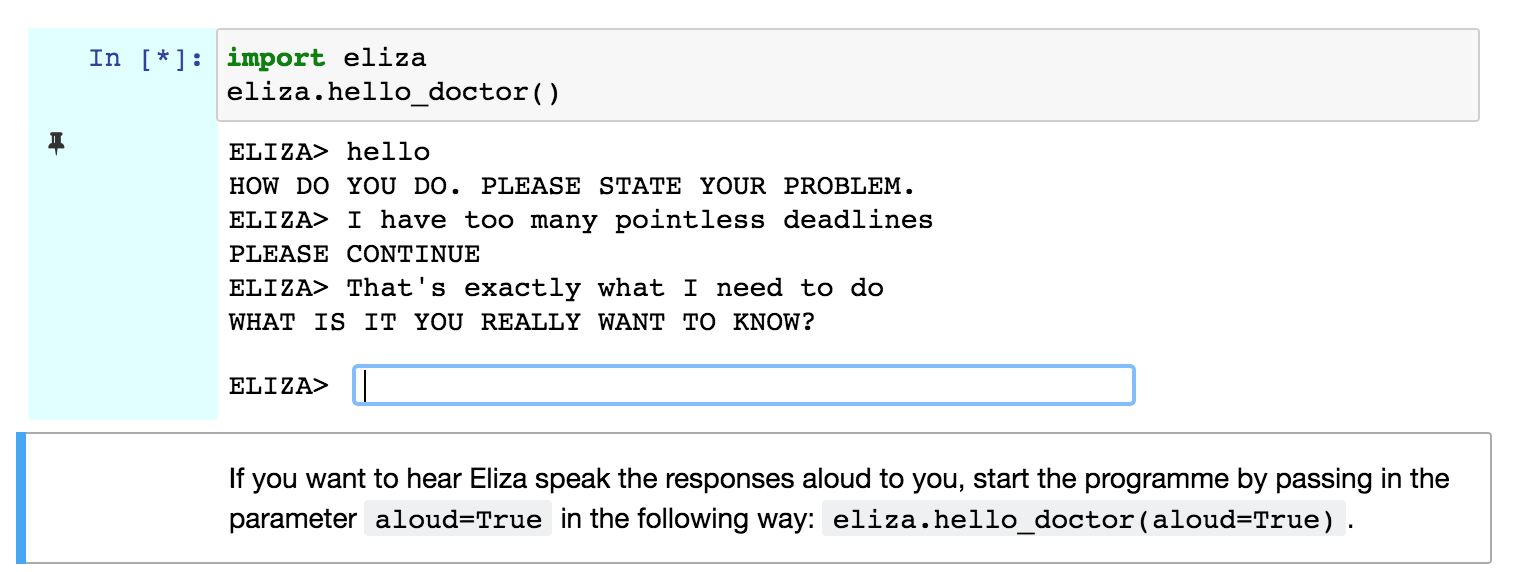 In [*]: import eliza
eliza.hello_doctor()
ELIZA> hello
HOW DO YOU DO. PLEASE STATE YOUR PROBLEM.
ELIZA> I have too many pointless deadlines
PLEASE CONTINUE
ELIZA> That's exactly what I need to do
WHAT IS IT YOU REALLY WANT TO KNOW?
ELIZA>
If you want to hear Eliza speak the responses aloud to you, start the programme by passing in the
parameter aloud=True in the following way: eliza.hello_doctor(aloud=True).